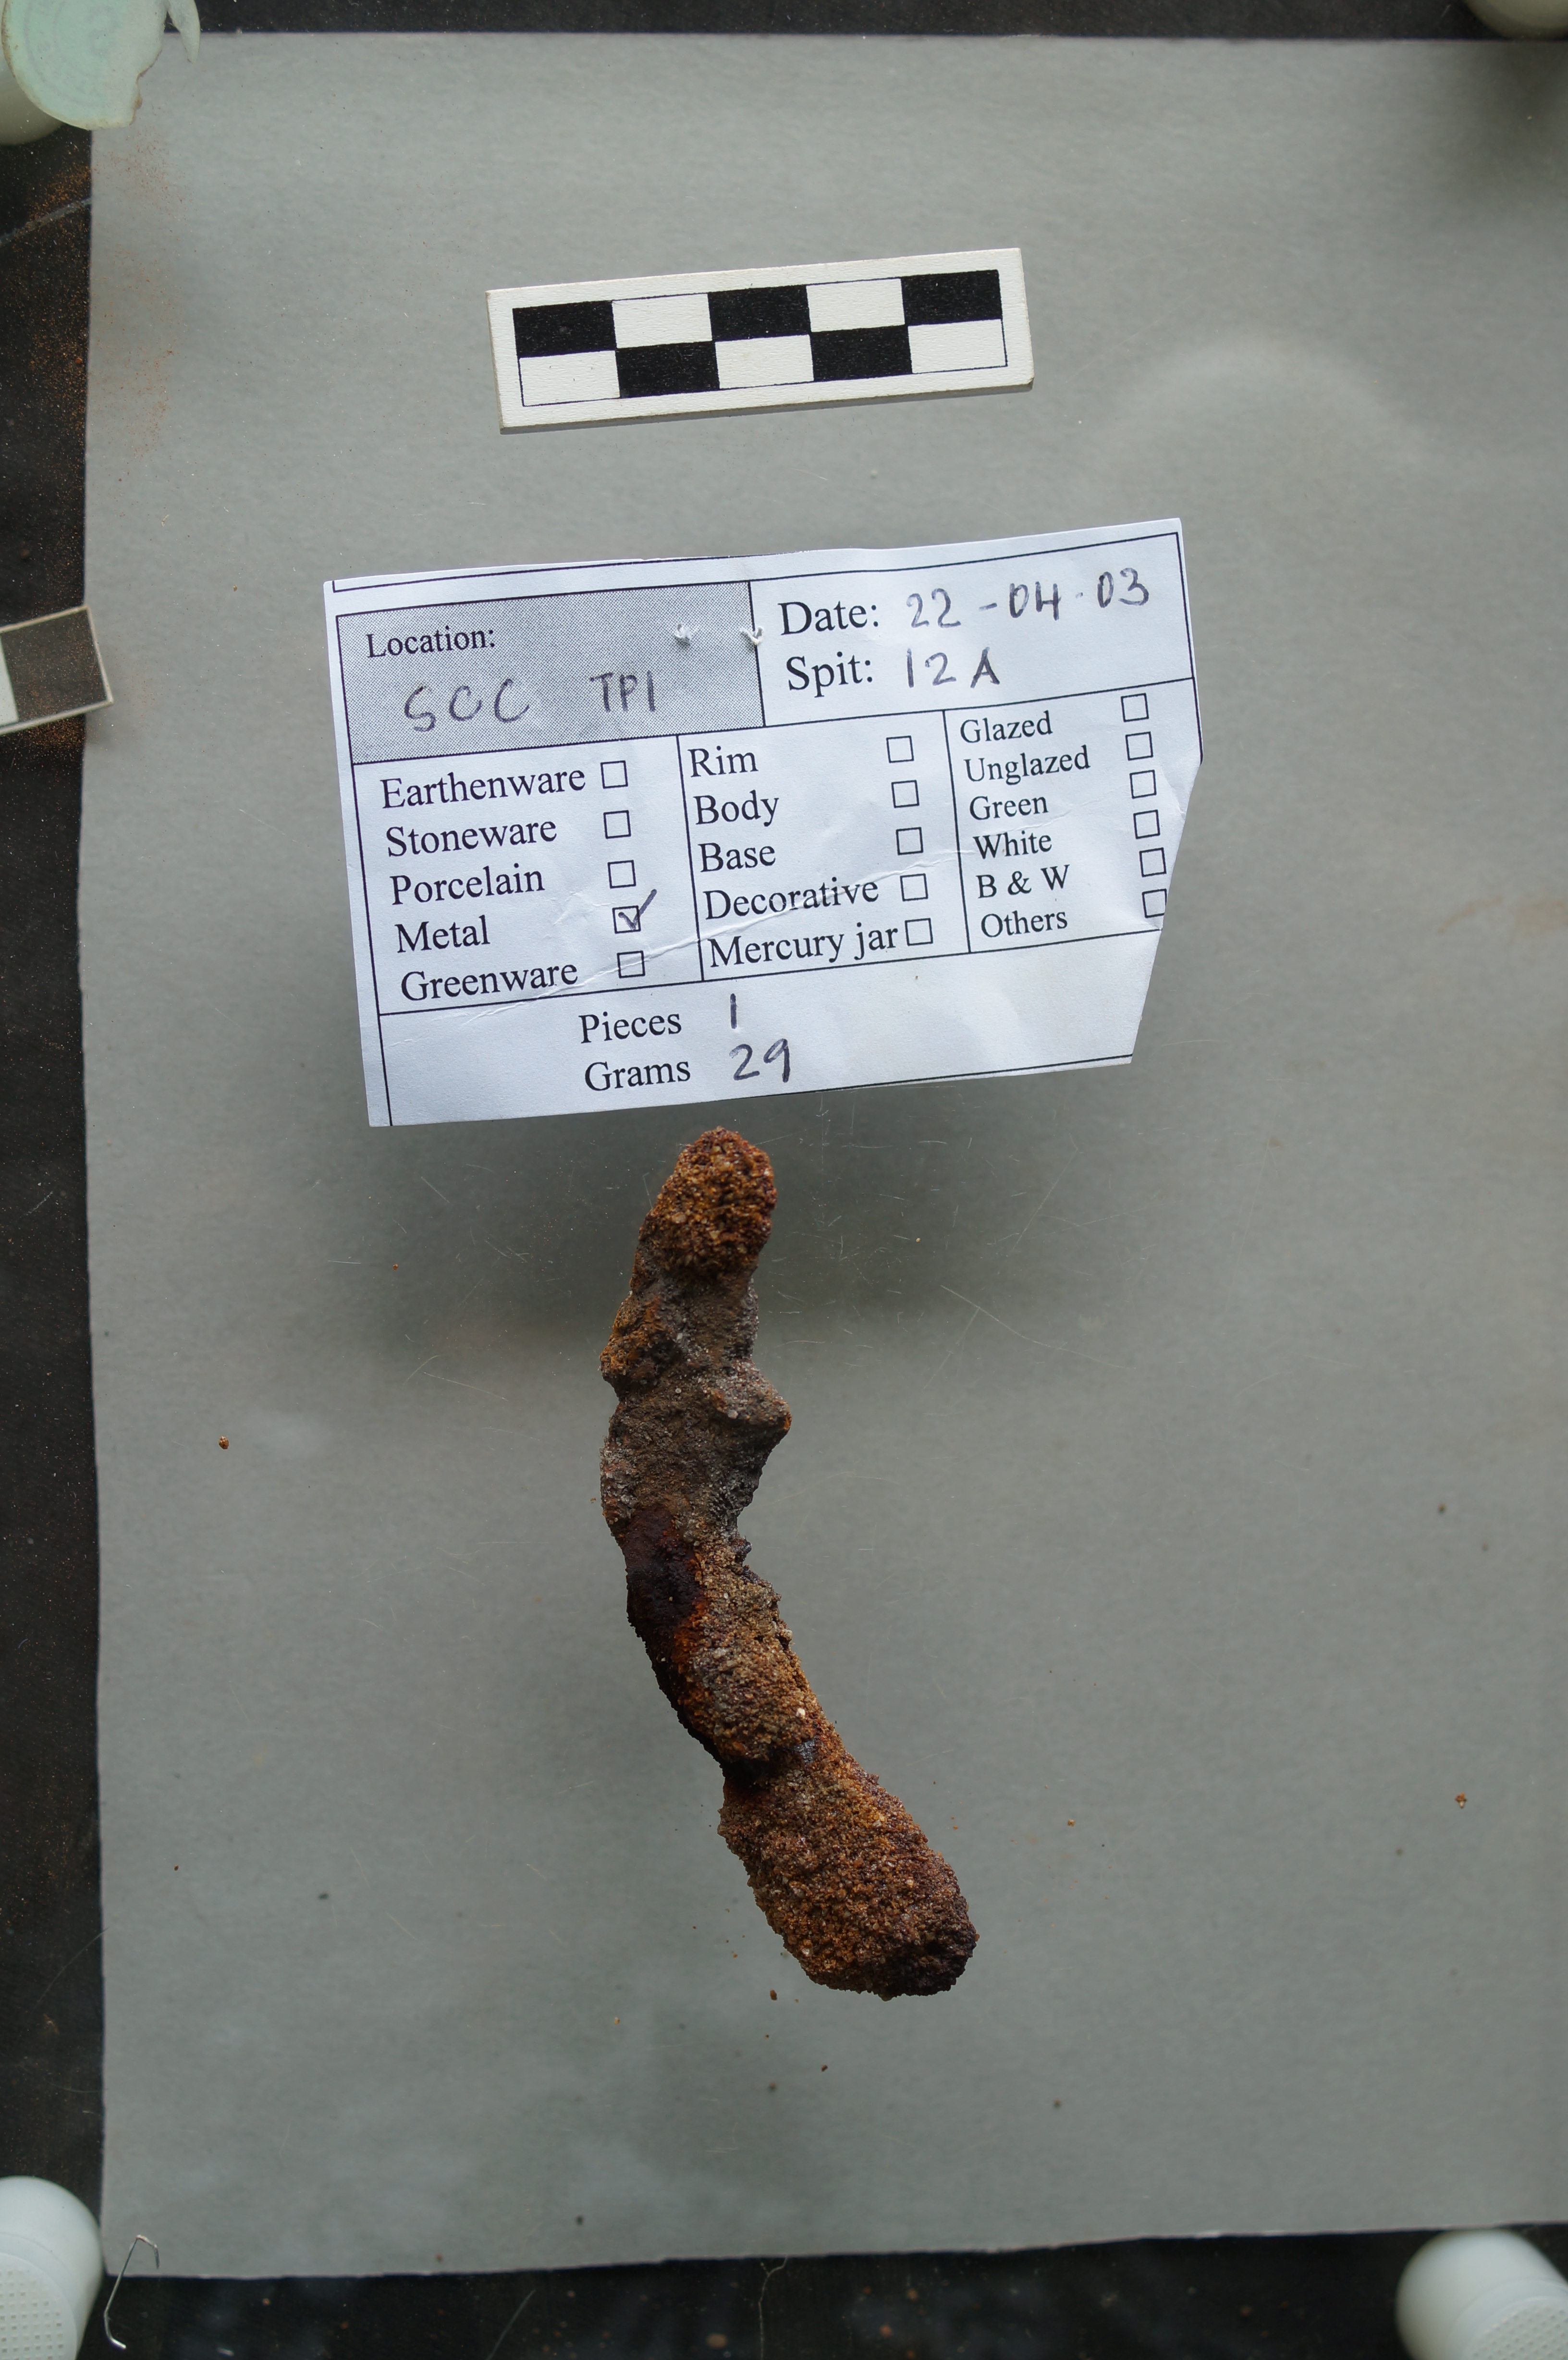 Location:
SCC TP1
Date: 22-04-03
Spit: 12A
Earthenware ☐
Stoneware ☐
Porcelain ☐
Metal ☑
Greenware ☐
Rim ☐
Body ☐
Base ☐
Decorative ☐
Mercury jar ☐
Glazed ☐
Unglazed ☐
Green ☐
White ☐
B & W ☐
Others ☐
Pieces 1
Grams 29